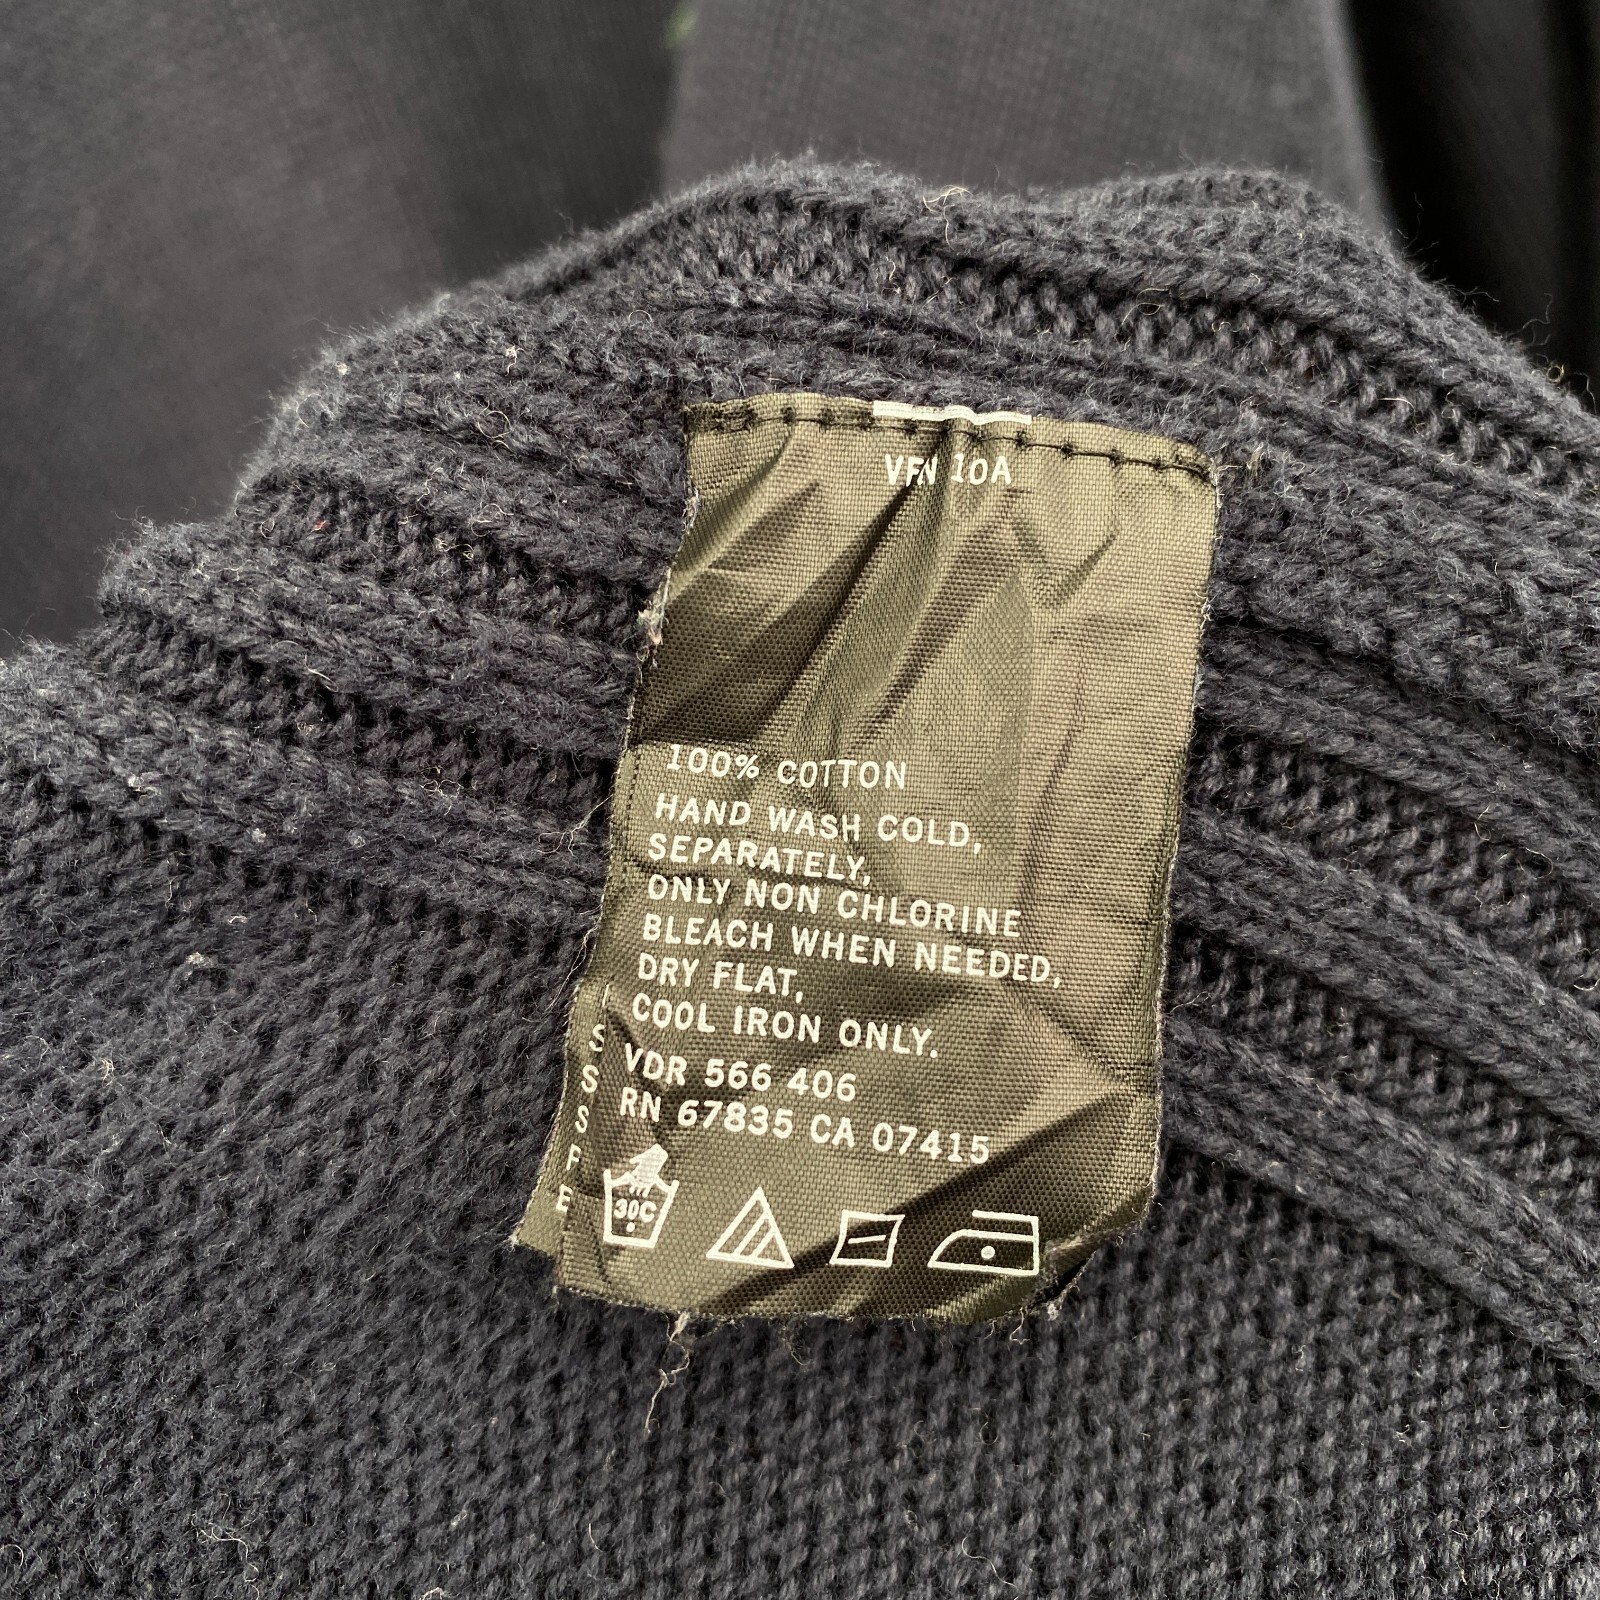 VFN 10A
100% COTTON
HAND WASH COLD,
SEPARATELY,
ONLY NON CHLORINE
BLEACH WHEN NEEDED,
DRY FLAT,
COOL IRON ONLY.
VDR 566 406
RN 67835 CA 07415
30C
S
S
S
F
E